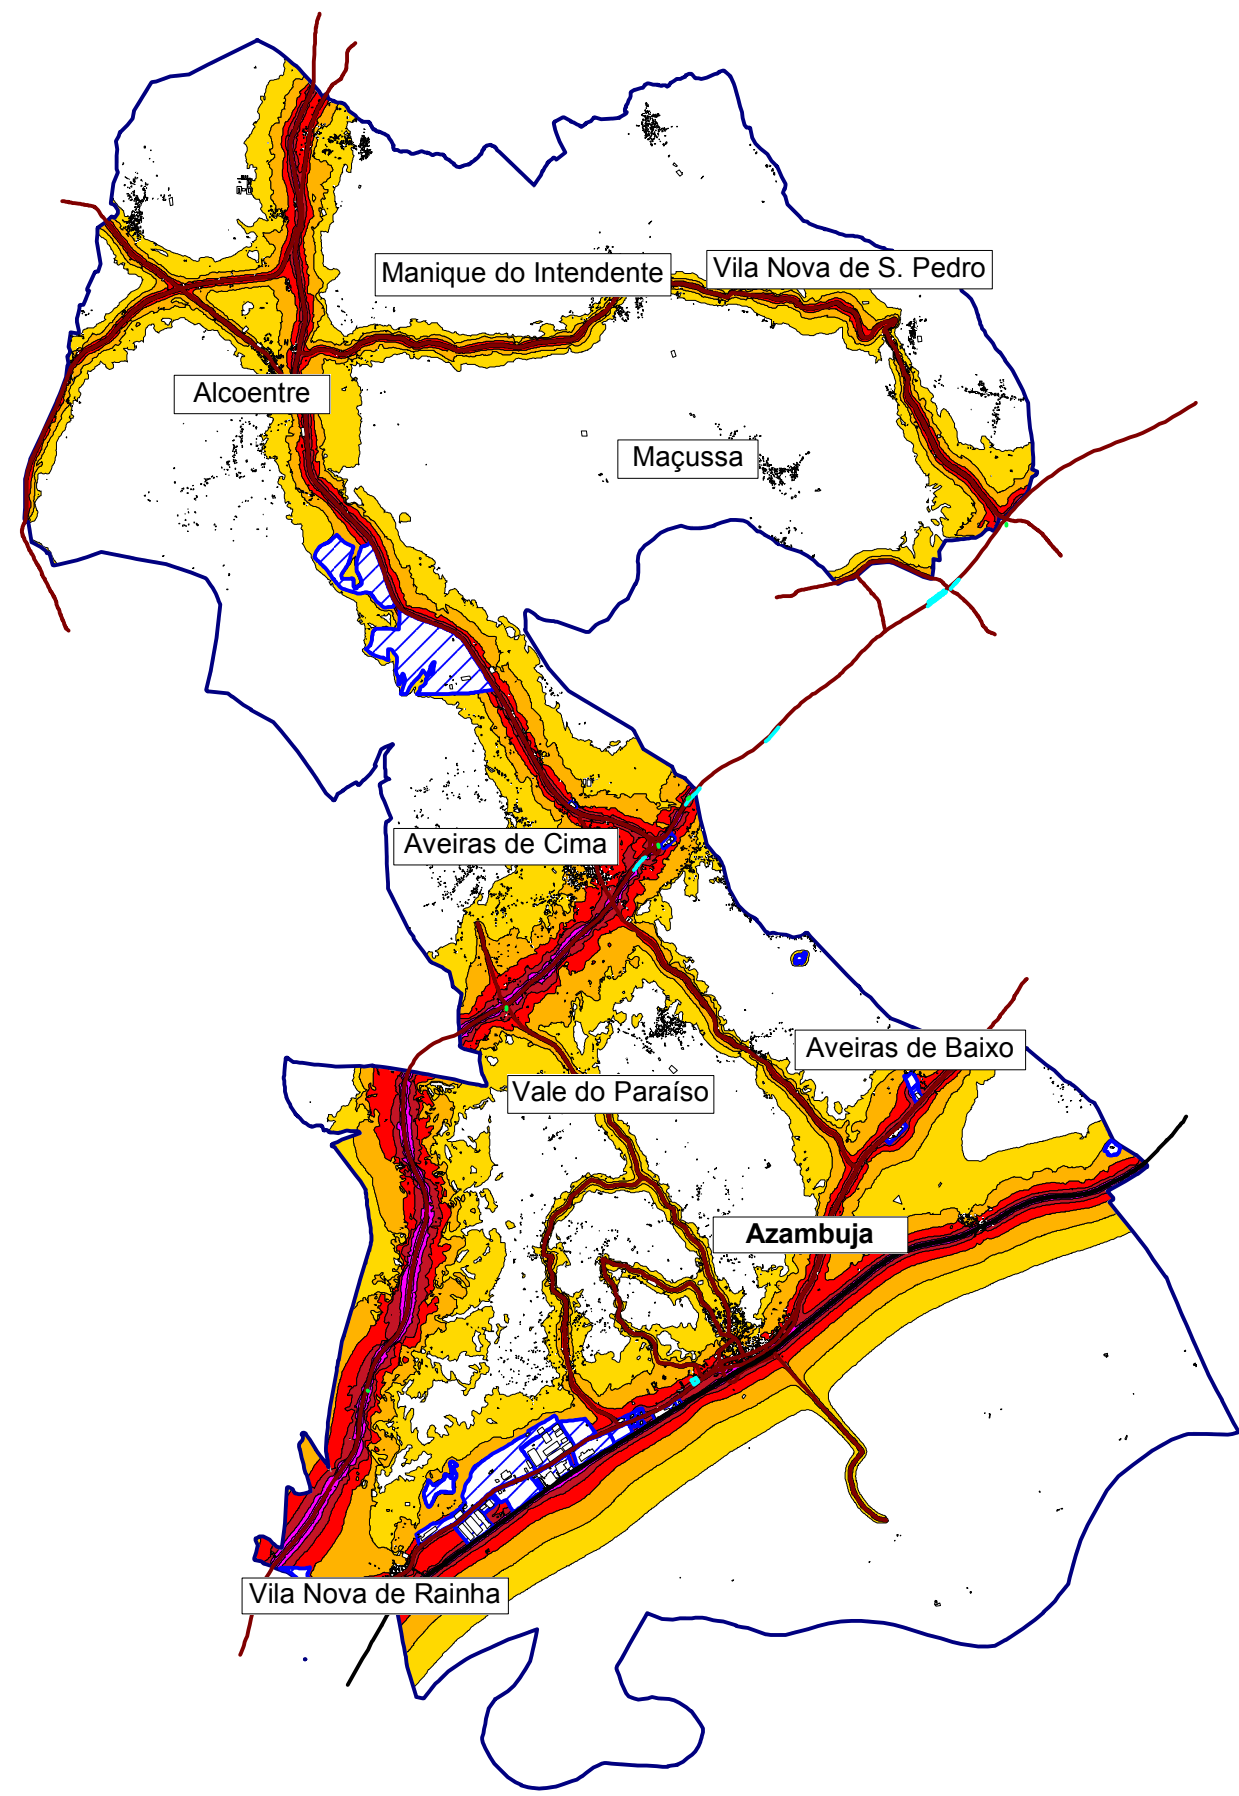 Manique do Intendente
Vila Nova de S. Pedro
Alcoentre
Maçussa
Aveiras de Cima
Aveiras de Baixo
Vale do Paraíso
Azambuja
Vila Nova de Rainha